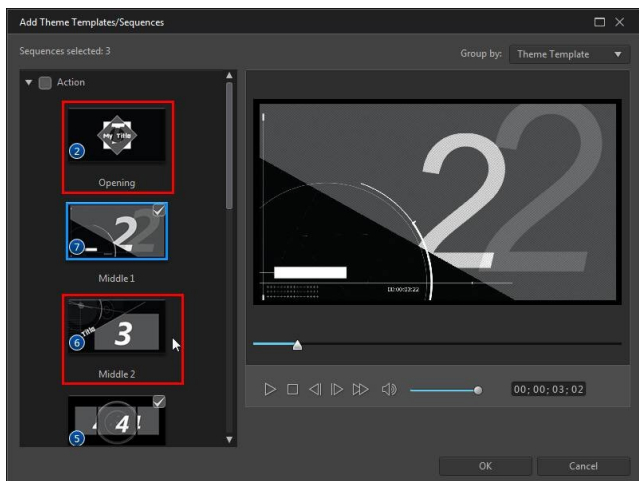 Add Theme Templates/Sequences
Sequences selected: 3
Group by: Theme Template
Action
My Title
2
Opening
2
7
Middle 1
Title
3
6
Middle 2
4
5
22
00:00:03:22
00; 00; 03; 02
OK
Cancel